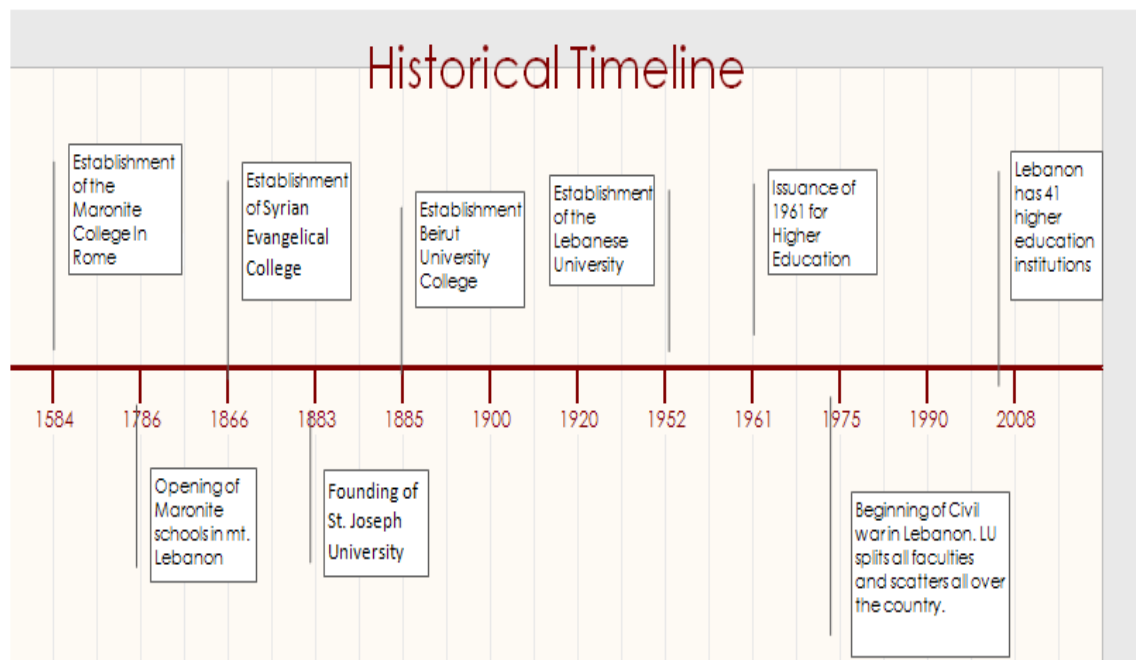 Historical Timeline
Establishment
of the
Maronite
College In
Rome
Establishment
of Syrian
Evangelical
College
Establishment
Beirut
University
College
Establishment
of the
Lebanese
University
Issuance of
1961 for
Higher
Education
Lebanon
has 41
higher
education
institutions
1584 1786 1866 1883 1885 1900 1920 1952 1961 1975 1990 2008
Opening of
Maronite
schools in mt.
Lebanon
Founding of
St. Joseph
University
Beginning of Civil
war in Lebanon. LU
splits all faculties
and scatters all over
the country.